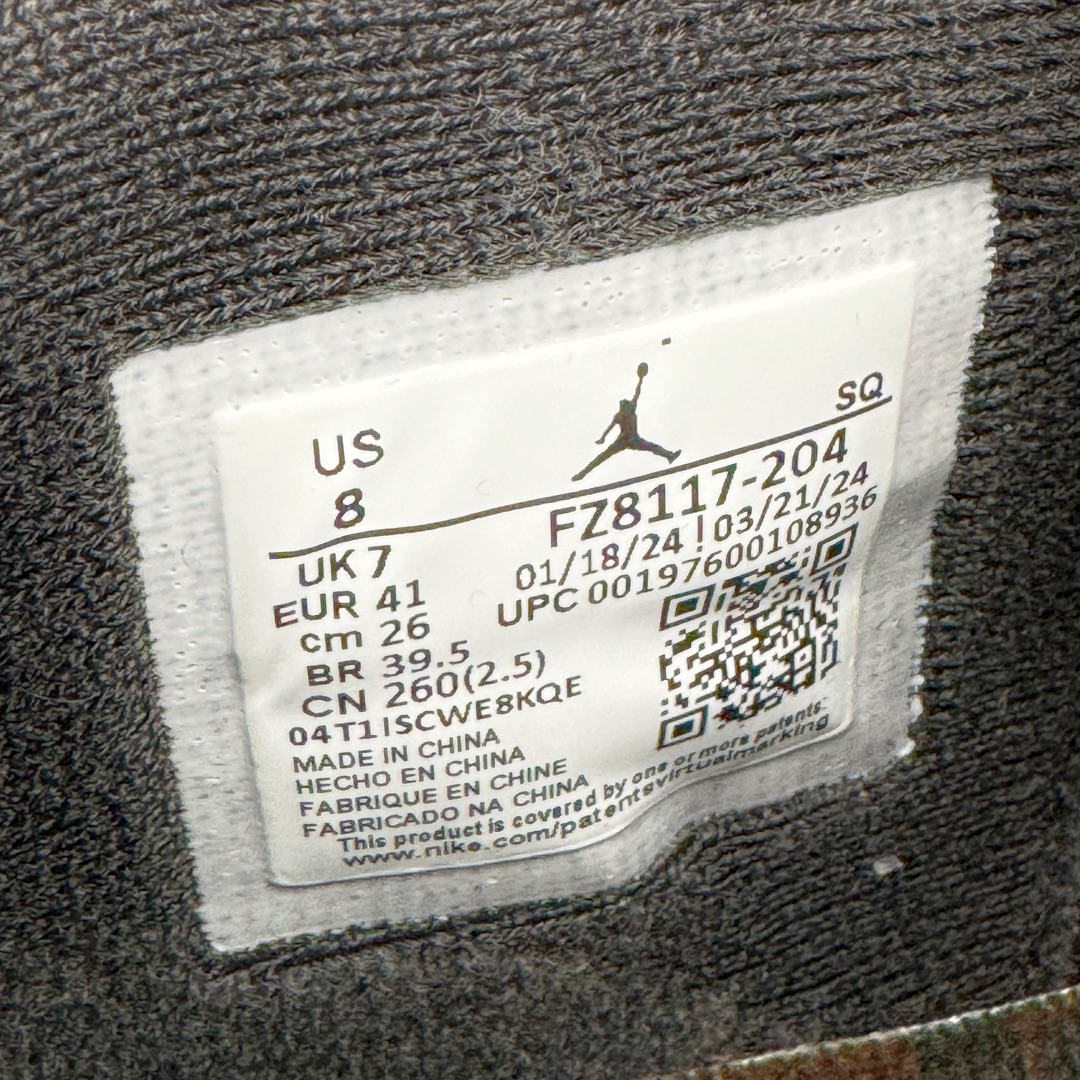 US
8
SQ
UK 7
EUR 41
cm 26
BR 39.5
CN 260(2.5)
FZ8117-204
01/18/24 | 03/21/24
UPC 00197600108936
04T1ISCWE8KQE
MADE IN CHINA
HECHO EN CHINA
FABRIQUE EN CHINE
FABRICADO NA CHINA
This product is covered by one or more patents:
www.nike.com/patentsvirtualmarking